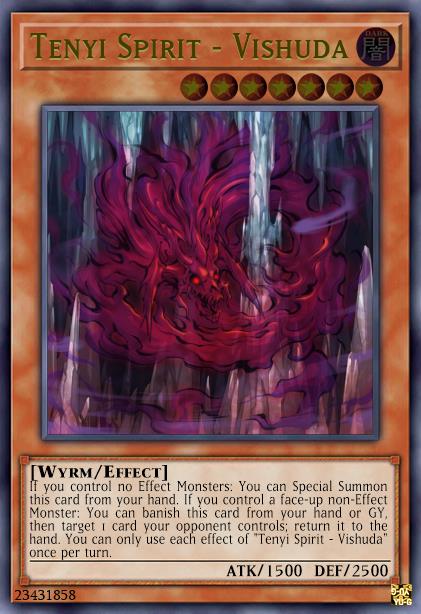 Tenyi Spirit - Vishuda
DARK
闇
[Wyrm/Effect]
If you control no Effect Monsters: You can Special Summon
this card from your hand. If you control a face-up non-Effect
Monster: You can banish this card from your hand or GY,
then target 1 card your opponent controls; return it to the
hand. You can only use each effect of "Tenyi Spirit - Vishuda"
once per turn.
ATK/1500 DEF/2500
23431858